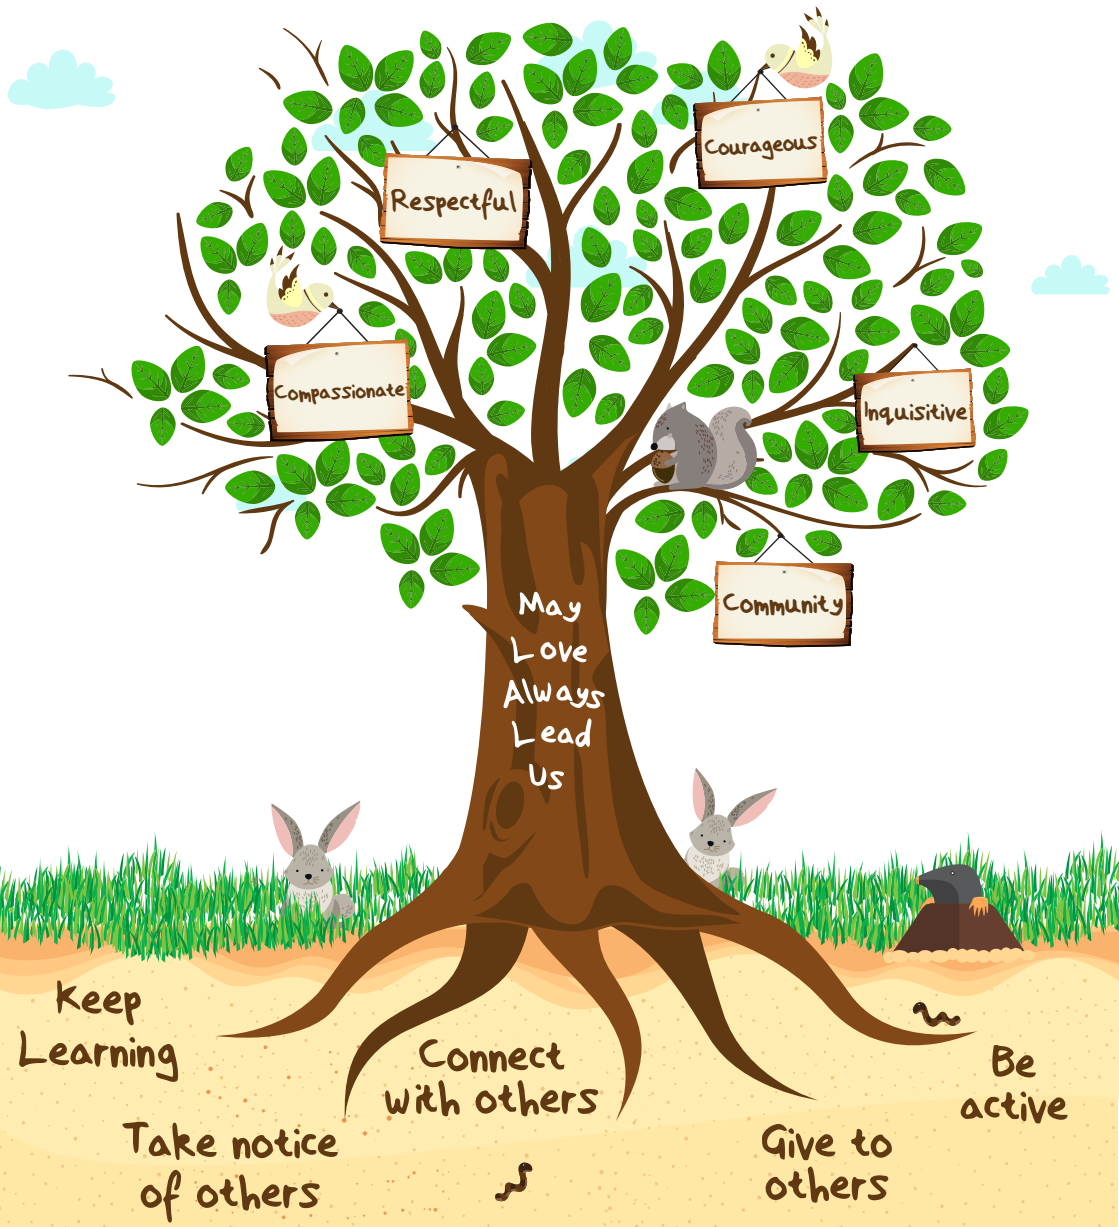 Courageous
Respectful
Compassionate
Inquisitive
Community
May
Love
Always
Lead
Us
Keep
Learning
Connect
with others
Be
active
Take notice
of others
Give to
others